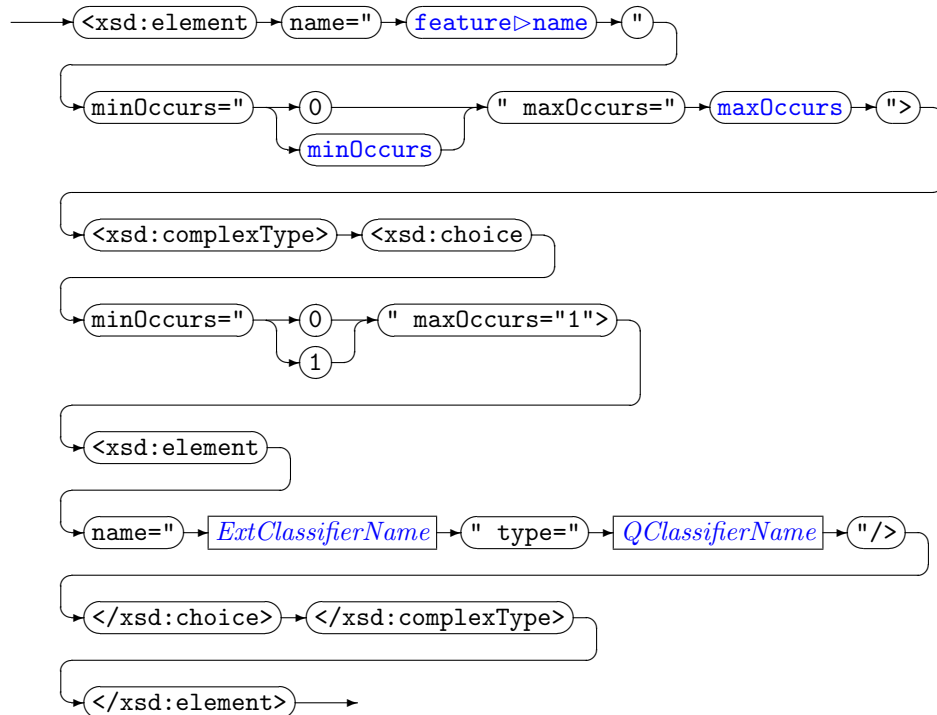 <xsd:element name=" feature▷name "
minOccurs=" 0 " maxOccurs=" maxOccurs ">
minOccurs
<xsd:complexType> <xsd:choice
minOccurs=" 0 " maxOccurs="1">
1
<xsd:element
name=" ExtClassifierName " type=" QClassifierName "/>
</xsd:choice> </xsd:complexType>
</xsd:element>